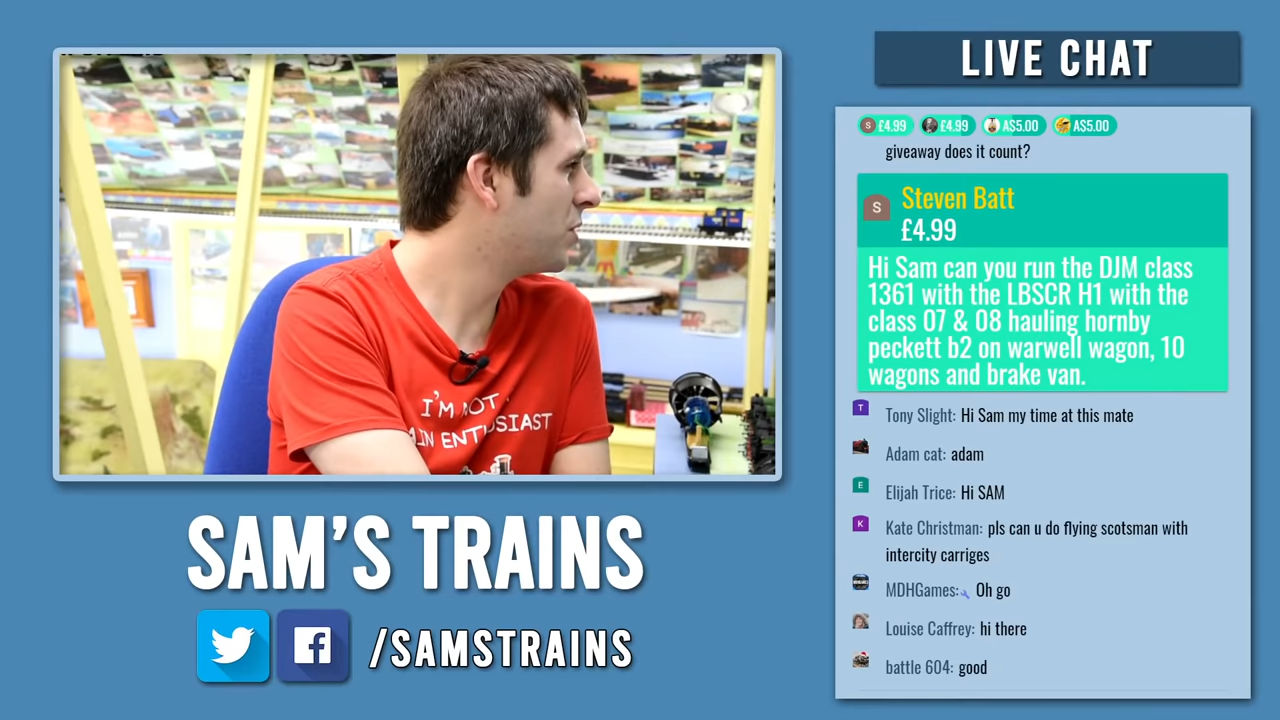 LIVE CHAT
S £4.99 £4.99 A$5.00 A$5.00
giveaway does it count?
S
Steven Batt
£4.99
Hi Sam can you run the DJM class
1361 with the LBSCR H1 with the
class 07 & 08 hauling hornby
peckett b2 on warwell wagon, 10
wagons and brake van.
T Tony Slight: Hi Sam my time at this mate
Adam cat: adam
E Elijah Trice: Hi SAM
K Kate Christman: pls can u do flying scotsman with
intercity carriges
MDHGames: Oh go
Louise Caffrey: hi there
battle 604: good
I'M NOT
ENTHUSIAST
SAM'S TRAINS
/SAMSTRAINS